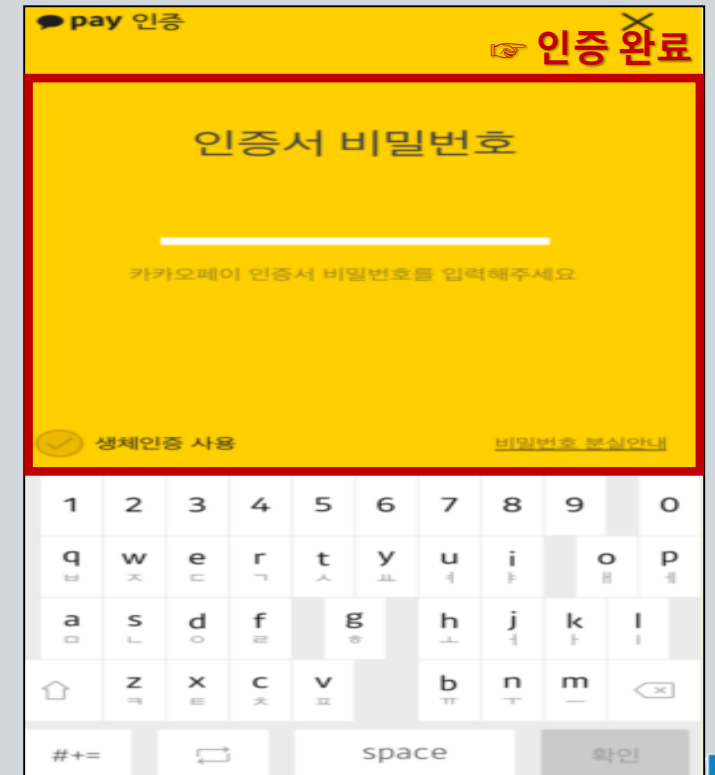 pay 인증
☞ 인증 완료
인증서 비밀번호
카카오페이 인증서 비밀번호를 입력해주세요
생체인증 사용
비밀번호 분실안내
1 2 3 4 5 6 7 8 9 0
q w e r t y u i o p
ㅂ ㅈ ㄷ ㄱ ㅅ ㅛ ㅕ ㅑ ㅐ ㅔ
a s d f g h j k l
ㅁ ㄴ ㅇ ㄹ ㅎ ㅗ ㅓ ㅏ ㅣ
z x c v b n m
ㅋ ㅌ ㅊ ㅍ ㅠ ㅜ ㅡ
#+= space 확인